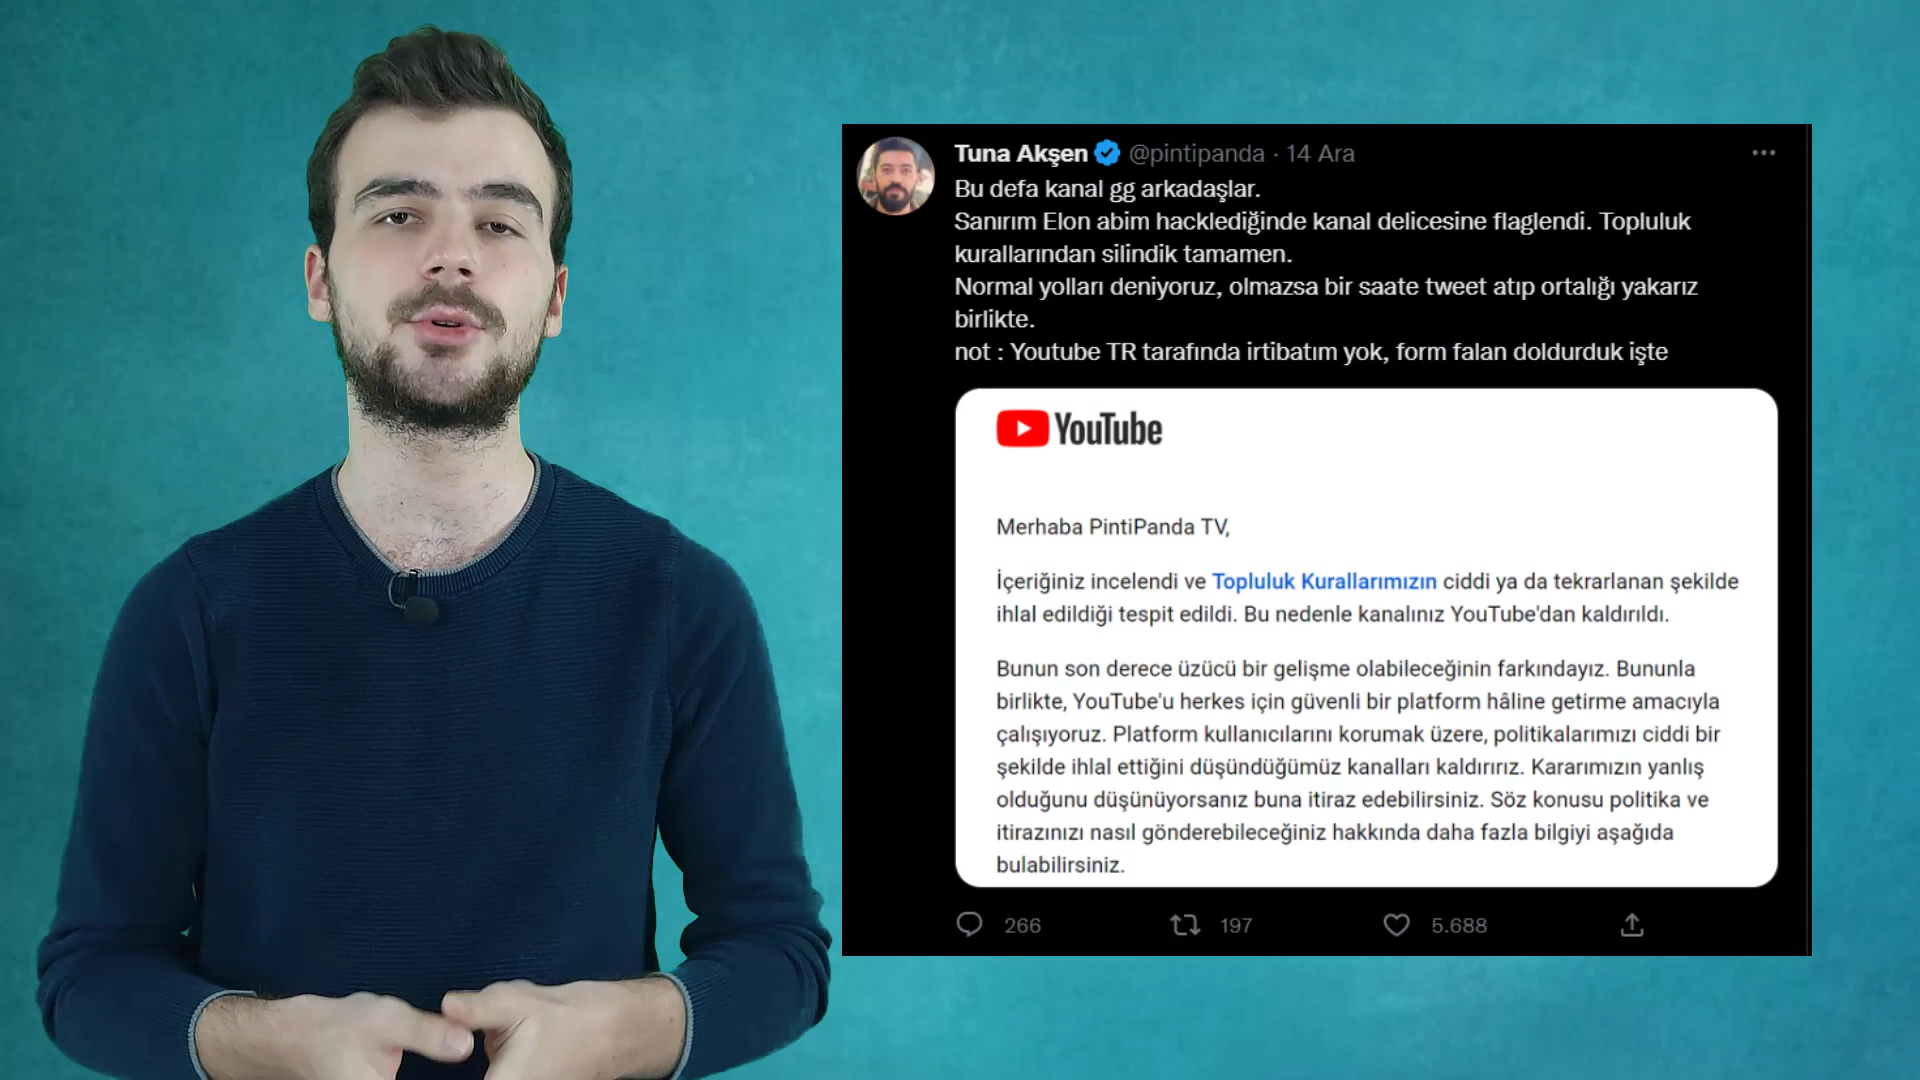 Tuna Akşen @pintipanda · 14 Ara
Bu defa kanal gg arkadaşlar.
Sanırım Elon abim hacklediğinde kanal delicesine flaglendi. Topluluk
kurallarından silindik tamamen.
Normal yolları deniyoruz, olmazsa bir saate tweet atıp ortalığı yakarız
birlikte.
not : Youtube TR tarafında irtibatım yok, form falan doldurduk işte
YouTube
Merhaba PintiPanda TV,
İçeriğiniz incelendi ve Topluluk Kurallarımızın ciddi ya da tekrarlanan şekilde
ihlal edildiği tespit edildi. Bu nedenle kanalınız YouTube'dan kaldırıldı.
Bunun son derece üzücü bir gelişme olabileceğinin farkındayız. Bununla
birlikte, YouTube'u herkes için güvenli bir platform hâline getirme amacıyla
çalışıyoruz. Platform kullanıcılarını korumak üzere, politikalarımızı ciddi bir
şekilde ihlal ettiğini düşündüğümüz kanalları kaldırırız. Kararımızın yanlış
olduğunu düşünüyorsanız buna itiraz edebilirsiniz. Söz konusu politika ve
itirazınızı nasıl gönderebileceğiniz hakkında daha fazla bilgiyi aşağıda
bulabilirsiniz.
266 197 5.688